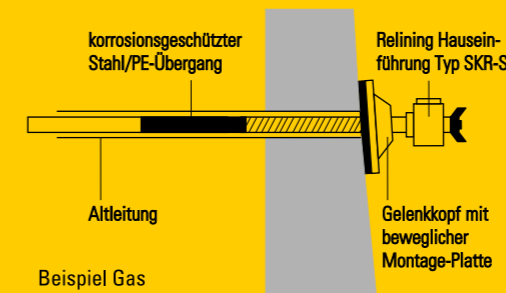 korrosionsgeschützter
Stahl/PE-Übergang
Relining Hausein-
führung Typ SKR-S
Altleitung
Gelenkkopf mit
beweglicher
Montage-Platte
Beispiel Gas